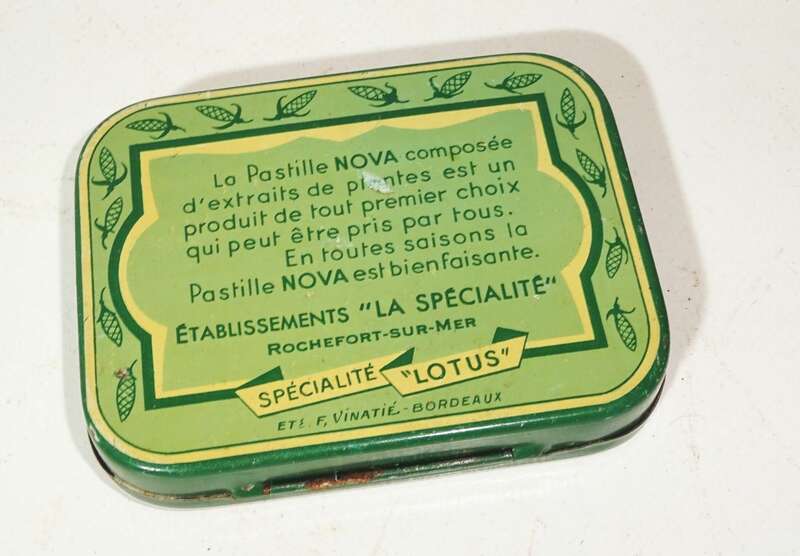 La Pastille NOVA composée
d'extraits de plantes est un
produit de tout premier choix
qui peut être pris par tous.
En toutes saisons la
Pastille NOVA est bienfaisante.
ÉTABLISSEMENTS "LA SPÉCIALITÉ"
ROCHEFORT-SUR-MER
SPÉCIALITÉ "LOTUS"
ETS. F. VINATIÉ - BORDEAUX